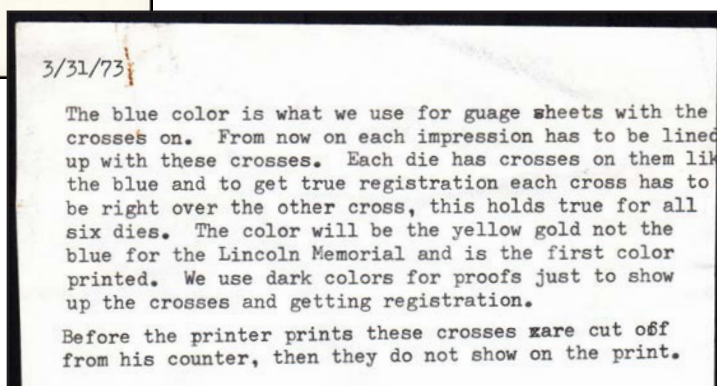 3/31/73
The blue color is what we use for guage sheets with the
crosses on. From now on each impression has to be lined
up with these crosses. Each die has crosses on them lik
the blue and to get true registration each cross has to
be right over the other cross, this holds true for all
six dies. The color will be the yellow gold not the
blue for the Lincoln Memorial and is the first color
printed. We use dark colors for proofs just to show
up the crosses and getting registration.
Before the printer prints these crosses xare cut off
from his counter, then they do not show on the print.